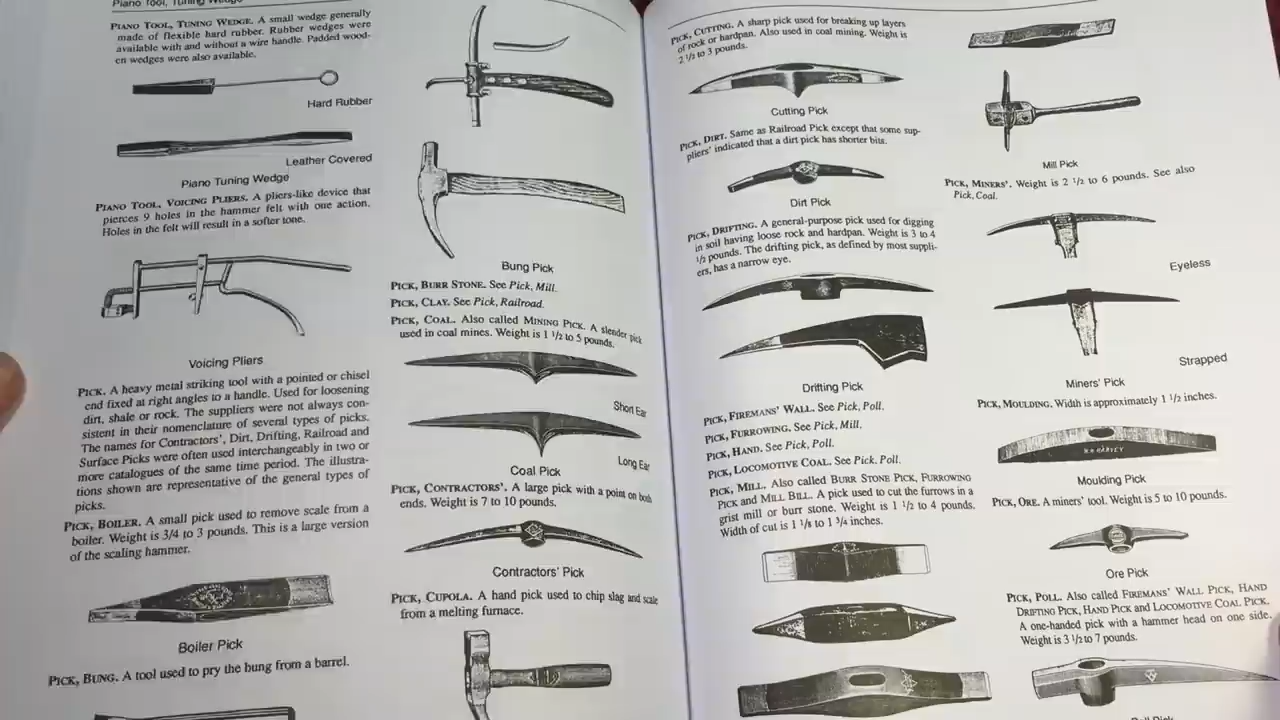 Piano Tool, Tuning Wedge
PIANO TOOL, TUNING WEDGE. A small wedge generally
made of flexible hard rubber. Rubber wedges were
available with and without a wire handle. Padded wood-
en wedges were also available.
Hard Rubber
Leather Covered
Piano Tuning Wedge
PIANO TOOL, VOICING PLIERS. A pliers-like device that
pierces 9 holes in the hammer felt with one action.
Holes in the felt will result in a softer tone.
Voicing Pliers
PICK. A heavy metal striking tool with a pointed or chisel
end fixed at right angles to a handle. Used for loosening
dirt, shale or rock. The suppliers were not always con-
sistent in their nomenclature of several types of picks.
The names for Contractors', Dirt, Drifting, Railroad and
Surface Picks were often used interchangeably in two or
more catalogues of the same time period. The illustra-
tions shown are representative of the general types of
picks.
PICK, BOILER. A small pick used to remove scale from a
boiler. Weight is 3/4 to 3 pounds. This is a large version
of the scaling hammer.
Boiler Pick
PICK, BUNG. A tool used to pry the bung from a barrel.
Bung Pick
PICK, BURR STONE. See Pick, Mill.
PICK, CLAY. See Pick, Railroad.
PICK, COAL. Also called MINING PICK. A slender pick
used in coal mines. Weight is 1 1/2 to 5 pounds.
Short Ear
Long Ear
Coal Pick
PICK, CONTRACTORS'. A large pick with a point on both
ends. Weight is 7 to 10 pounds.
Contractors' Pick
PICK, CUPOLA. A hand pick used to chip slag and scale
from a melting furnace.
PICK, CUTTING. A sharp pick used for breaking up layers
of rock or hardpan. Also used in coal mining. Weight is
2 1/2 to 3 pounds.
Cutting Pick
PICK, DIRT. Same as Railroad Pick except that some sup-
pliers' indicated that a dirt pick has shorter bits.
Dirt Pick
PICK, DRIFTING. A general-purpose pick used for digging
in soil having loose rock and hardpan. Weight is 3 to 4
1/2 pounds. The drifting pick, as defined by most suppli-
ers, has a narrow eye.
Drifting Pick
PICK, FIREMANS' WALL. See Pick, Poll.
PICK, FURROWING. See Pick, Mill.
PICK, HAND. See Pick, Poll.
PICK, LOCOMOTIVE COAL. See Pick, Poll.
PICK, MILL. Also called BURR STONE PICK, FURROWING
PICK and MILL BILL. A pick used to cut the furrows in a
grist mill or burr stone. Weight is 1 1/2 to 4 pounds.
Width of cut is 1 1/8 to 1 3/4 inches.
Mill Pick
PICK, MINERS'. Weight is 2 1/2 to 6 pounds. See also
Pick, Coal.
Eyeless
Strapped
Miners' Pick
PICK, MOULDING. Width is approximately 1 1/2 inches.
HARVEY
Moulding Pick
PICK, ORE. A miners' tool. Weight is 5 to 10 pounds.
Ore Pick
PICK, POLL. Also called FIREMANS' WALL PICK, HAND
DRIFTING PICK, HAND PICK and LOCOMOTIVE COAL PICK.
A one-handed pick with a hammer head on one side.
Weight is 3 1/2 to 7 pounds.
Poll Pick